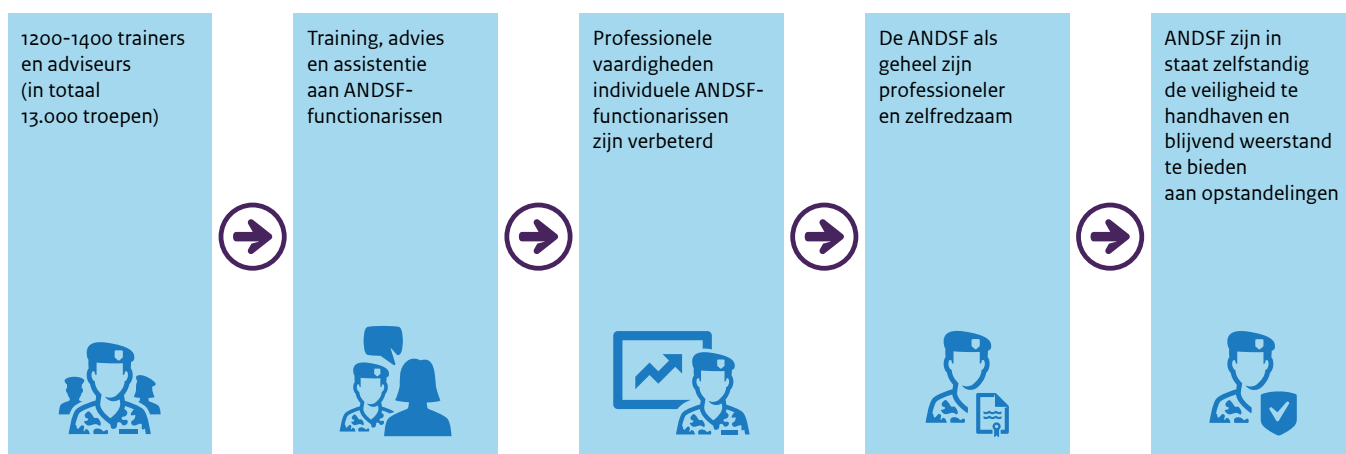 1200-1400 trainers
en adviseurs
(in totaal
13.000 troepen)
Training, advies
en assistentie
aan ANDSF-
functionarissen
Professionele
vaardigheden
individuele ANDSF-
functionarissen
zijn verbeterd
De ANDSF als
geheel zijn
professioneler
en zelfredzaam
ANDSF zijn in
staat zelfstandig
de veiligheid te
handhaven en
blijvend weerstand
te bieden
aan opstandelingen